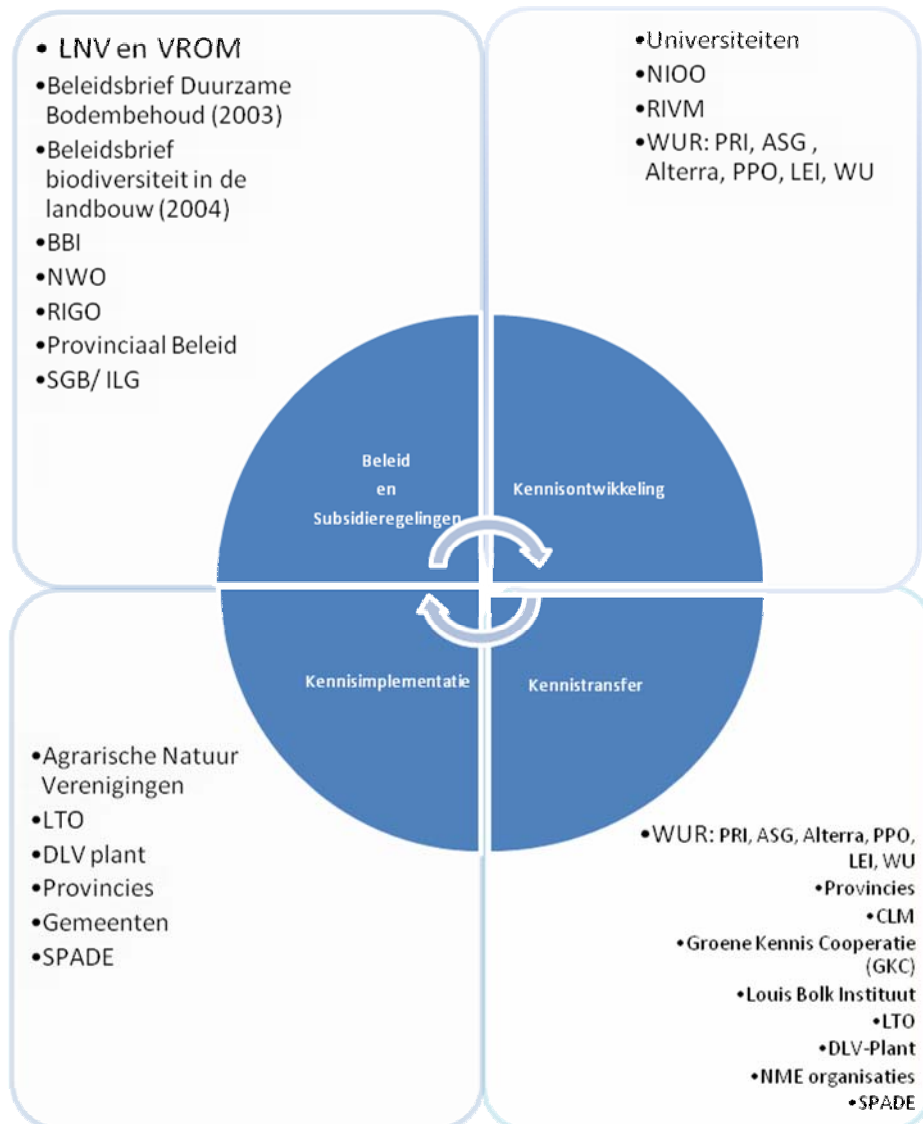 • LNV en VROM
•Beleidsbrief Duurzame
Bodembehoud (2003)
•Beleidsbrief
biodiversiteit in de
landbouw (2004)
•BBI
•NWO
•RIGO
•Provinciaal Beleid
•SGB/ ILG
•Universiteiten
•NIOO
•RIVM
•WUR: PRI, ASG ,
Alterra, PPO, LEI, WU
Beleid
en
Subsidieregelingen
Kennisontwikkeling
Kennisimplementatie
Kennistransfer
•Agrarische Natuur
Verenigingen
•LTO
•DLV plant
•Provincies
•Gemeenten
•SPADE
•WUR: PRI, ASG, Alterra, PPO,
LEI, WU
•Provincies
•CLM
•Groene Kennis Cooperatie
(GKC)
•Louis Bolk Instituut
•LTO
•DLV-Plant
•NME organisaties
•SPADE